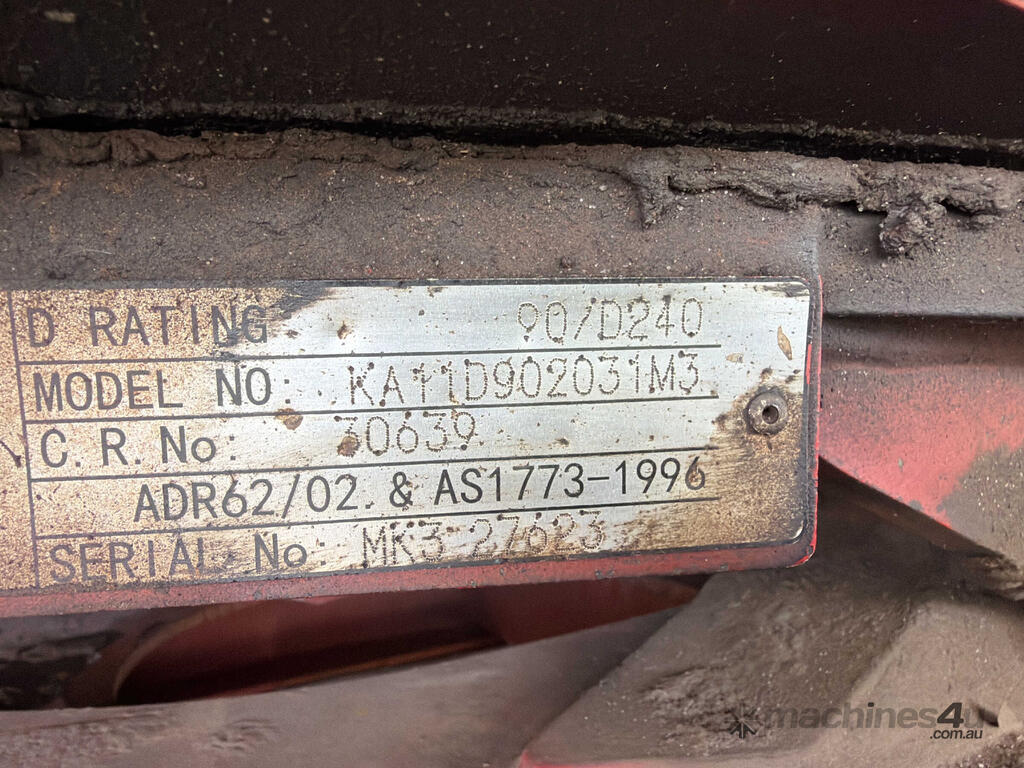 D RATING 90/D240
MODEL NO: KA11D902031M3
C.R.No: 30639
ADR62/02 & AS1773-1996
SERIAL No: MK3-27623
machines4u
.com.au